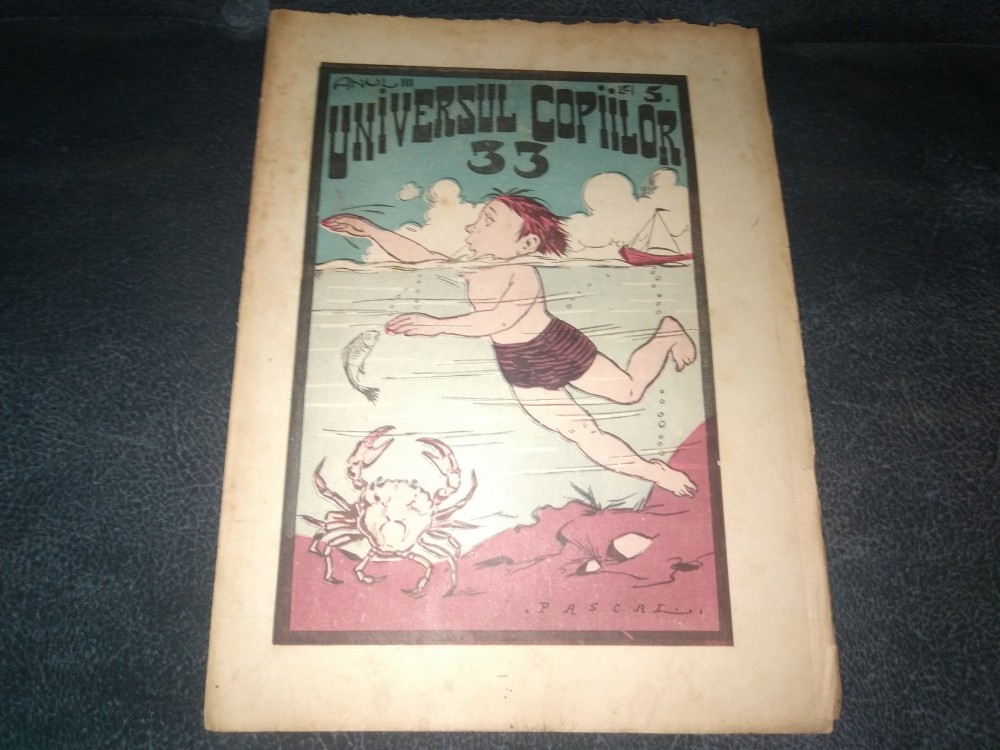 ANUL III LEI 5.
UNIVERSUL COPIILOR
33
PASCAL